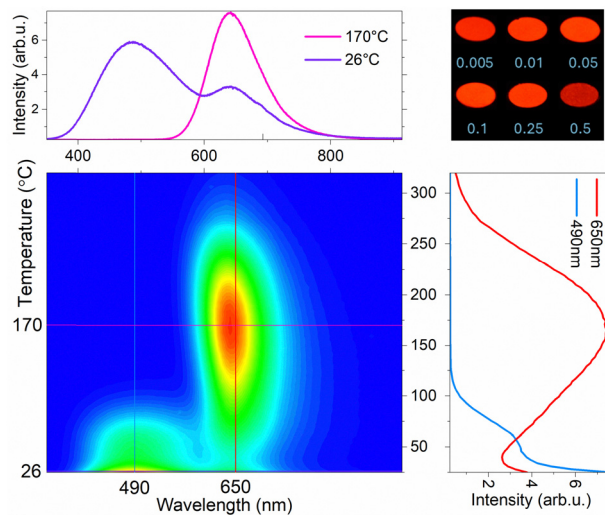 Intensity (arb.u.)
6
4
2
170°C
26°C
400
600
800
0.005 0.01 0.05
0.1 0.25 0.5
Temperature (°C)
170
26
490
650
Wavelength (nm)
300
250
200
150
100
50
650nm
490nm
2
4
6
Intensity (arb.u.)